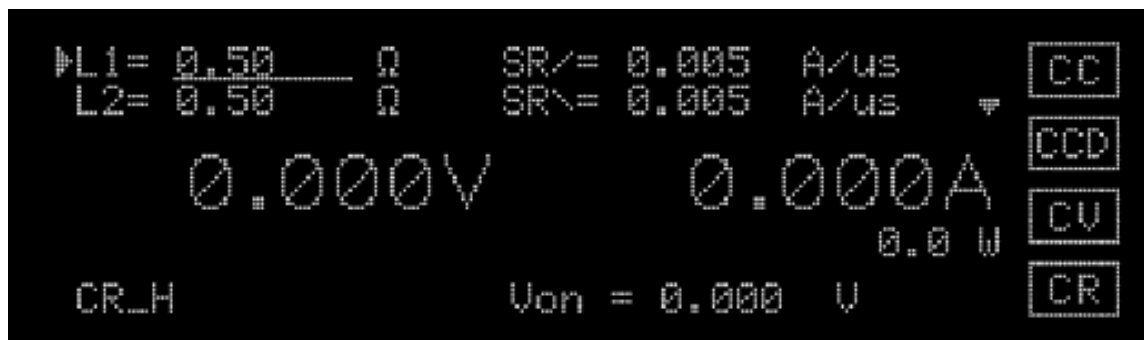 L1= 0.50 Ω SR/= 0.005 A/us CC
L2= 0.50 Ω SR\= 0.005 A/us
CCD
0.000V 0.000A
CV
0.0 W
CR_H Von = 0.000 V CR